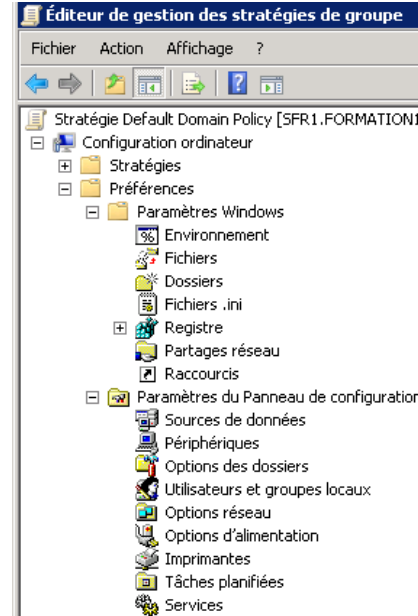 Éditeur de gestion des stratégies de groupe
Fichier Action Affichage ?
Stratégie Default Domain Policy [SFR1.FORMATION1
Configuration ordinateur
Stratégies
Préférences
Paramètres Windows
Environnement
Fichiers
Dossiers
Fichiers .ini
Registre
Partages réseau
Raccourcis
Paramètres du Panneau de configuration
Sources de données
Périphériques
Options des dossiers
Utilisateurs et groupes locaux
Options réseau
Options d'alimentation
Imprimantes
Tâches planifiées
Services